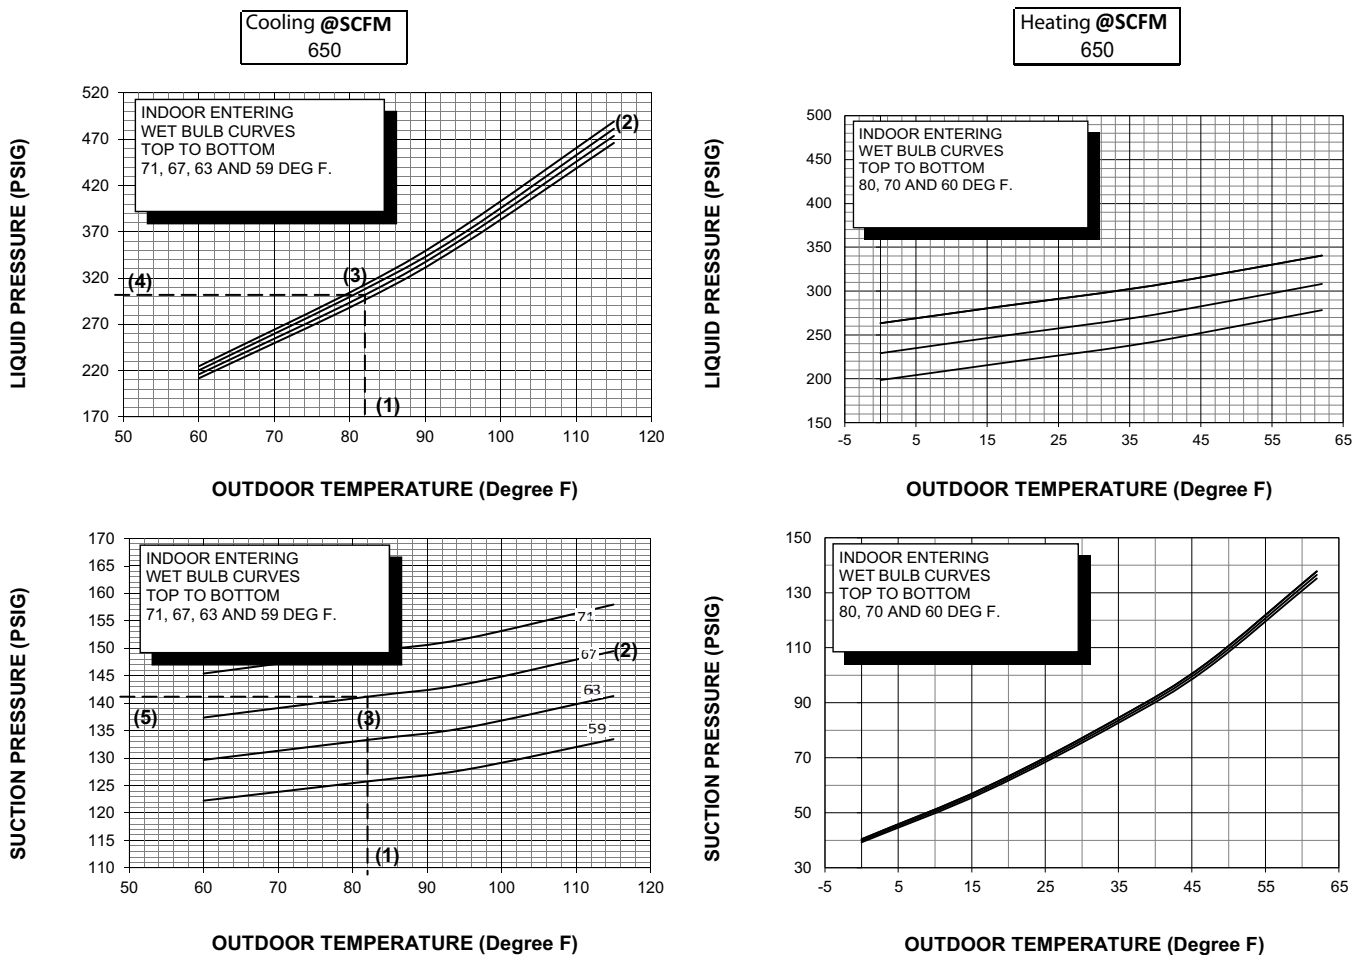 Cooling @SCFM
650
Heating @SCFM
650
LIQUID PRESSURE (PSIG)
520
470
420
370
320
270
220
170
INDOOR ENTERING
WET BULB CURVES
TOP TO BOTTOM
71, 67, 63 AND 59 DEG F.
(2)
(3)
(4)
(1)
50 60 70 80 90 100 110 120
OUTDOOR TEMPERATURE (Degree F)
LIQUID PRESSURE (PSIG)
500
450
400
350
300
250
200
150
INDOOR ENTERING
WET BULB CURVES
TOP TO BOTTOM
80, 70 AND 60 DEG F.
-5 5 15 25 35 45 55 65
OUTDOOR TEMPERATURE (Degree F)
SUCTION PRESSURE (PSIG)
170
165
160
155
150
145
140
135
130
125
120
115
110
INDOOR ENTERING
WET BULB CURVES
TOP TO BOTTOM
71, 67, 63 AND 59 DEG F.
71
67
(2)
63
59
(5)
(3)
(1)
50 60 70 80 90 100 110 120
OUTDOOR TEMPERATURE (Degree F)
SUCTION PRESSURE (PSIG)
150
130
110
90
70
50
30
INDOOR ENTERING
WET BULB CURVES
TOP TO BOTTOM
80, 70 AND 60 DEG F.
-5 5 15 25 35 45 55 65
OUTDOOR TEMPERATURE (Degree F)